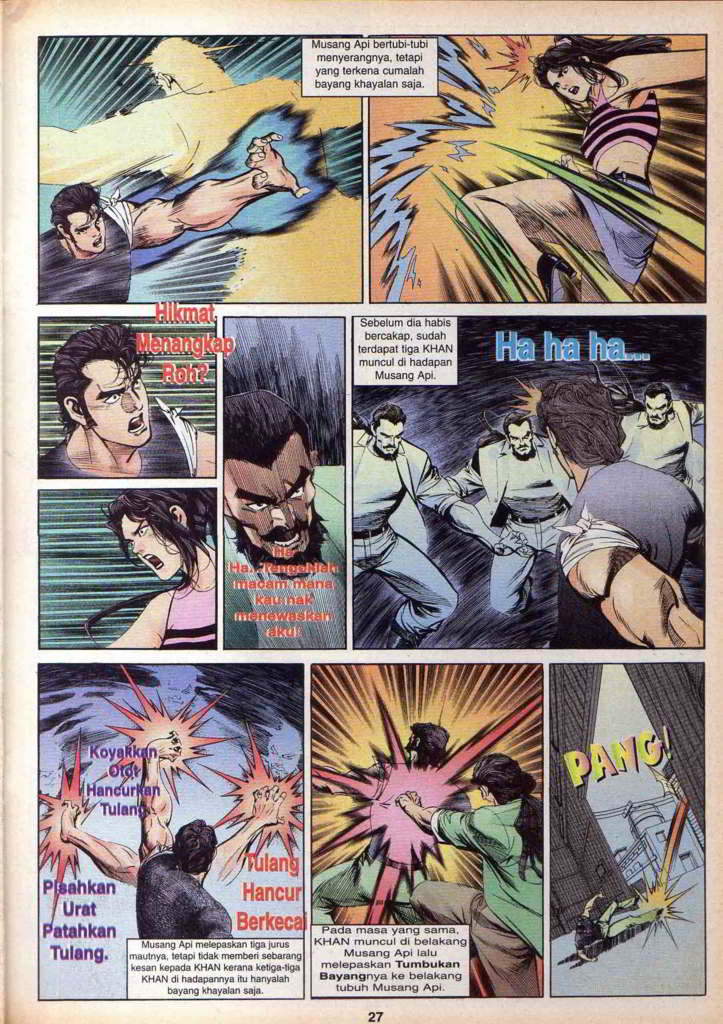 Musang Api bertubi-tubi
menyerangnya, tetapi
yang terkena cumalah
bayang khayalan saja.
Hikmat
Menangkap
Roh?
Ha
Ha. Tengoklah
macam mana
kau nak
menewaskan
aku!
Sebelum dia habis
bercakap, sudah
terdapat tiga KHAN
muncul di hadapan
Musang Api.
Ha ha ha...
Koyakkan
Otot
Hancurkan
Tulang.
Pisahkan
Urat
Patahkan
Tulang.
Tulang
Hancur
Berkecai
Musang Api melepaskan tiga jurus
mautnya, tetapi tidak memberi sebarang
kesan kepada KHAN kerana ketiga-tiga
KHAN di hadapannya itu hanyalah
bayang khayalan saja.
Pada masa yang sama,
KHAN muncul di belakang
Musang Api lalu
melepaskan Tumbukan
Bayangnya ke belakang
tubuh Musang Api.
PANG!
27